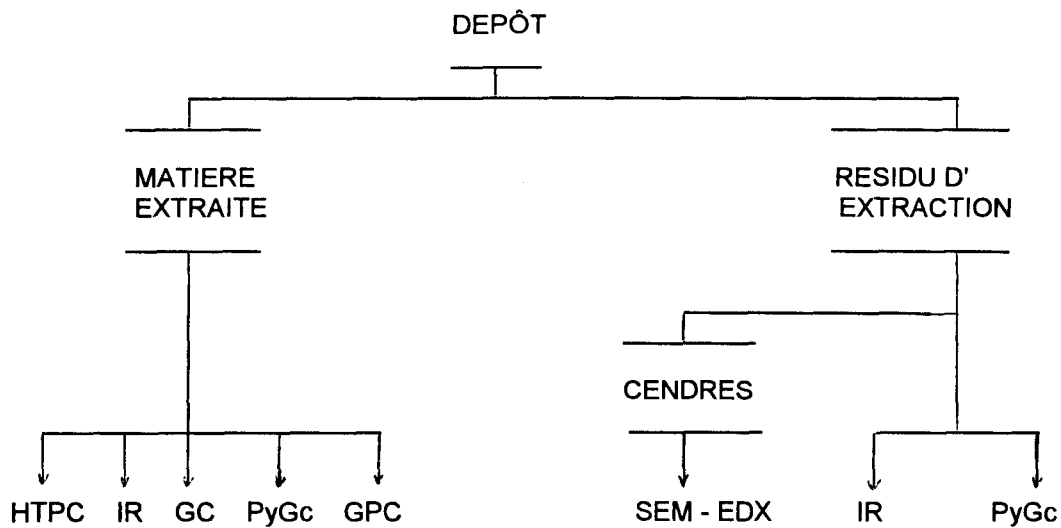 DEPÔT
MATIERE
EXTRAITE
RESIDU D'
EXTRACTION
CENDRES
HTPC IR GC PyGc GPC
SEM - EDX IR PyGc